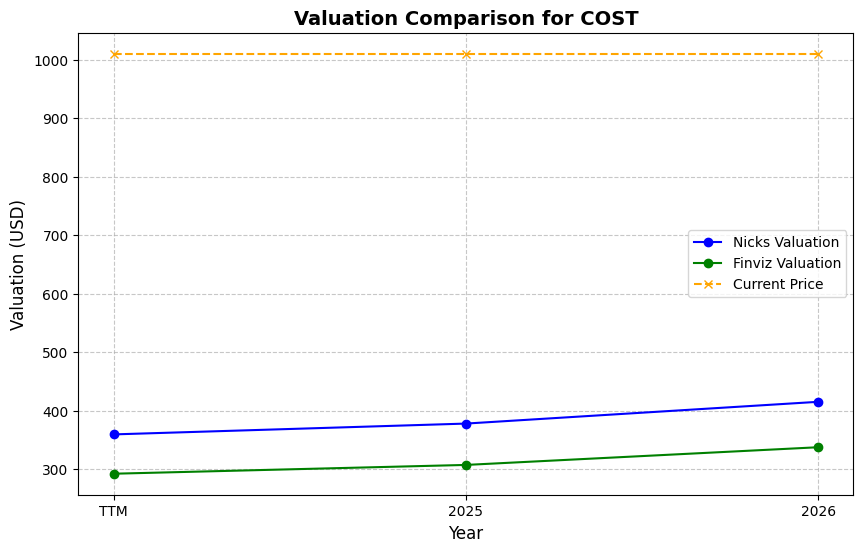 Valuation Comparison for COST
1000
900
800
700
600
500
400
300
Valuation (USD)
Nicks Valuation
Finviz Valuation
Current Price
TTM
2025
2026
Year